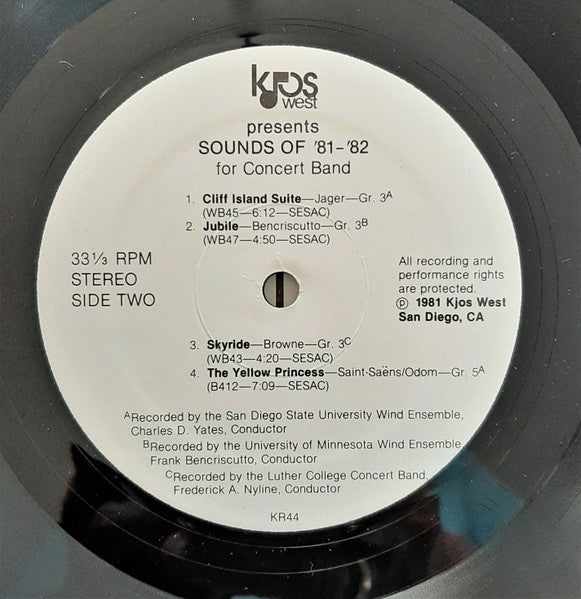 kjos
west
presents
SOUNDS OF '81-'82
for Concert Band
1. Cliff Island Suite—Jager—Gr. 3A
(WB45—6:12—SESAC)
2. Jubile—Bencriscutto—Gr. 3B
(WB47—4:50—SESAC)
33⅓ RPM
STEREO
SIDE TWO
All recording and
performance rights
are protected.
℗ 1981 Kjos West
San Diego, CA
3. Skyride—Browne—Gr. 3C
(WB43—4:20—SESAC)
4. The Yellow Princess—Saint-Saëns/Odom—Gr. 5A
(B412—7:09—SESAC)
ARecorded by the San Diego State University Wind Ensemble,
Charles D. Yates, Conductor
BRecorded by the University of Minnesota Wind Ensemble
Frank Bencriscutto, Conductor
CRecorded by the Luther College Concert Band,
Frederick A. Nyline, Conductor
KR44